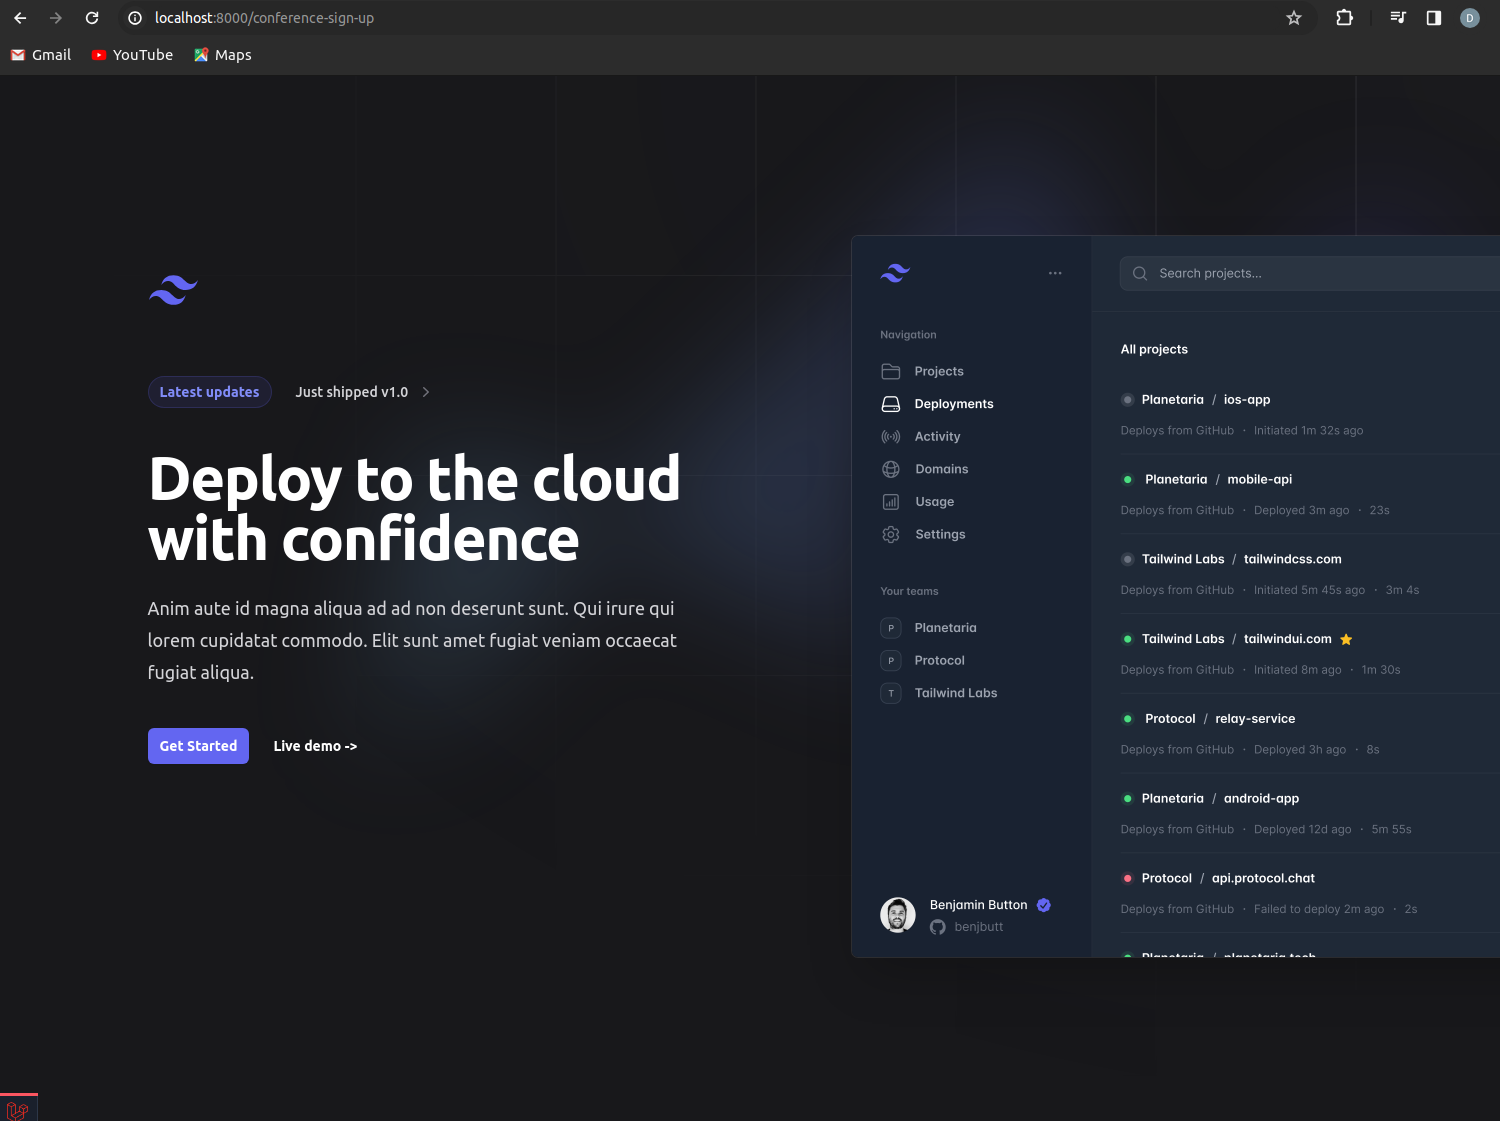 localhost:8000/conference-sign-up
D
Gmail
YouTube
Maps
Latest updates
Just shipped v1.0
Deploy to the cloud
with confidence
Anim aute id magna aliqua ad ad non deserunt sunt. Qui irure qui
lorem cupidatat commodo. Elit sunt amet fugiat veniam occaecat
fugiat aliqua.
Get Started
Live demo ->
Navigation
Projects
Deployments
Activity
Domains
Usage
Settings
Your teams
P Planetaria
P Protocol
T Tailwind Labs
Benjamin Button
benjbutt
Search projects...
All projects
Planetaria / ios-app
Deploys from GitHub · Initiated 1m 32s ago
Planetaria / mobile-api
Deploys from GitHub · Deployed 3m ago · 23s
Tailwind Labs / tailwindcss.com
Deploys from GitHub · Initiated 5m 45s ago · 3m 4s
Tailwind Labs / tailwindui.com
Deploys from GitHub · Initiated 8m ago · 1m 30s
Protocol / relay-service
Deploys from GitHub · Deployed 3h ago · 8s
Planetaria / android-app
Deploys from GitHub · Deployed 12d ago · 5m 55s
Protocol / api.protocol.chat
Deploys from GitHub · Failed to deploy 2m ago · 2s
Planetaria / planetaria.tech